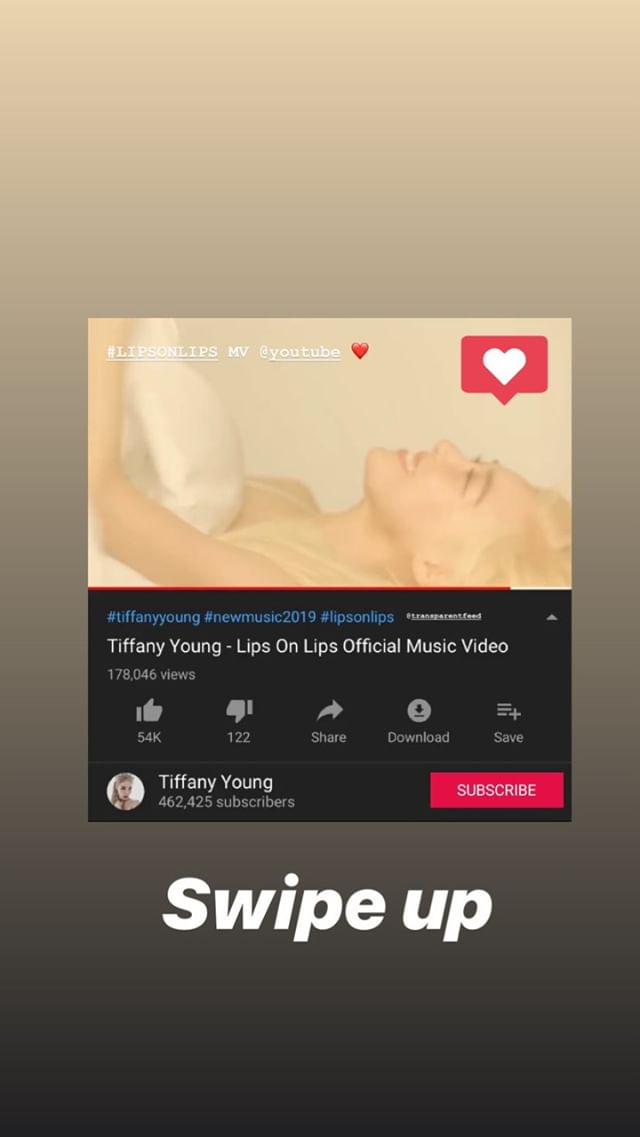 #LIPSONLIPS MV @youtube ❤️
#tiffanyyoung #newmusic2019 #lipsonlips @transparentfeed
Tiffany Young - Lips On Lips Official Music Video
178,046 views
54K 122 Share Download Save
Tiffany Young
462,425 subscribers
SUBSCRIBE
Swipe up